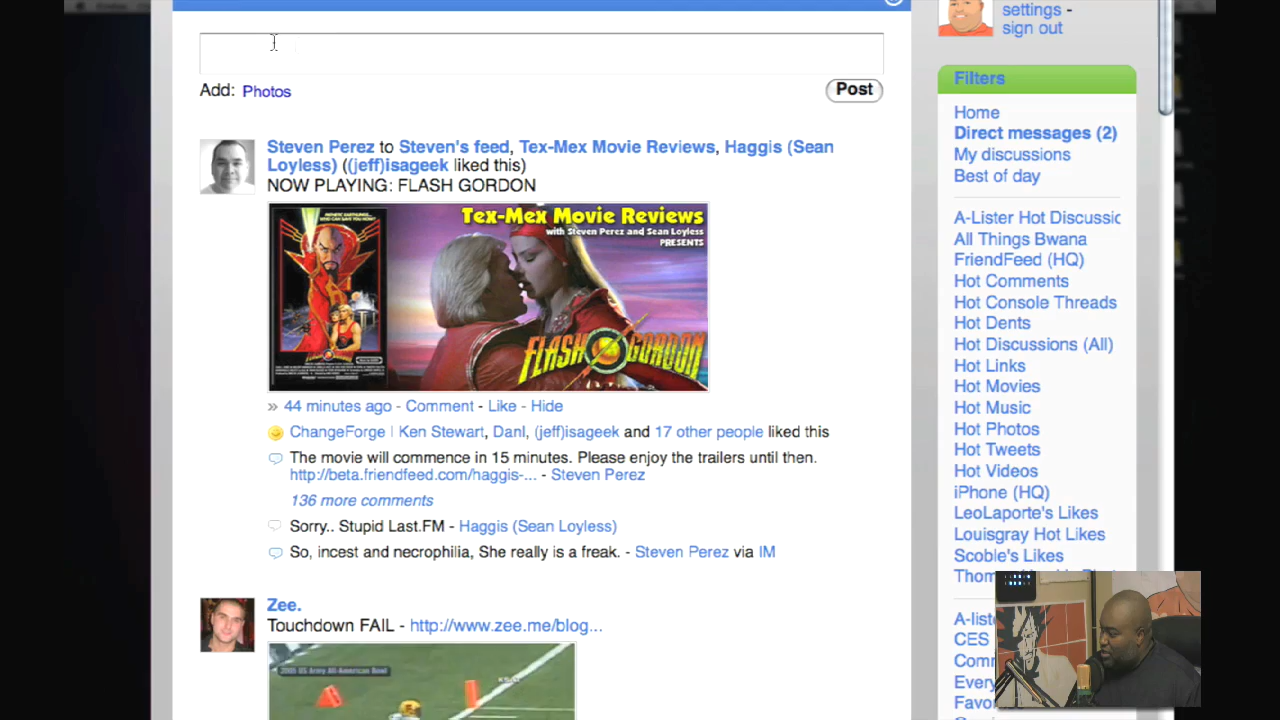 settings -
sign out
Add: Photos
Post
Filters
Home
Direct messages (2)
My discussions
Best of day
Steven Perez to Steven's feed, Tex-Mex Movie Reviews, Haggis (Sean
Loyless) ((jeff)isageek liked this)
NOW PLAYING: FLASH GORDON
Tex-Mex Movie Reviews
with Steven Perez and Sean Loyless
PRESENTS
FLASH GORDON
A-Lister Hot Discussic
All Things Bwana
FriendFeed (HQ)
Hot Comments
Hot Console Threads
Hot Dents
Hot Discussions (All)
Hot Links
Hot Movies
Hot Music
Hot Photos
Hot Tweets
Hot Videos
iPhone (HQ)
LeoLaporte's Likes
Louisgray Hot Likes
Scoble's Likes
» 44 minutes ago - Comment - Like - Hide
ChangeForge | Ken Stewart, DanI, (jeff)isageek and 17 other people liked this
The movie will commence in 15 minutes. Please enjoy the trailers until then.
http://beta.friendfeed.com/haggis-... - Steven Perez
136 more comments
Sorry.. Stupid Last.FM - Haggis (Sean Loyless)
So, incest and necrophilia, She really is a freak. - Steven Perez via IM
Zee.
Touchdown FAIL - http://www.zee.me/blog...
A-list
CES
Com
Every
Favo